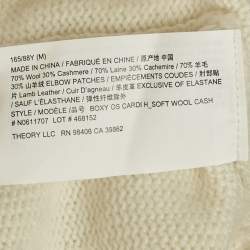 165/88Y (M)
MADE IN CHINA / FABRIQUÉ EN CHINE / 原产地 中国
70% Wool 30% Cashmere / 70% Laine 30% Cachemire / 70% 羊毛
30% 山羊绒 ELBOW PATCHES / EMPIÈCEMENTS COUDES / 肘部贴
片 Lamb Leather / Cuir D'agneau / EXCLUSIVE OF ELASTIC
/ SAUF L'ÉLASTHANE / 弹性纤维除外
STYLE / MODÈLE / 品号 BOXY OS CARDI H_SOFT WOOL CASH
# N0611707 LOT # 468152
THEORY LLC RN 98406 CA 39862